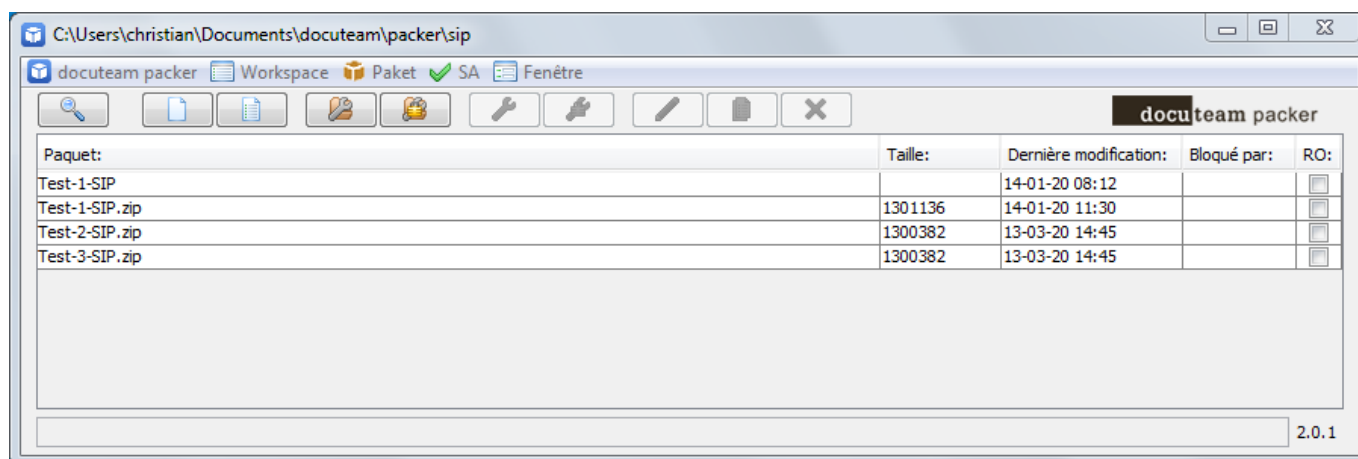 C:\Users\christian\Documents\docuteam\packer\sip
docuteam packer Workspace Paket SA Fenêtre
docuteam packer
Paquet: Taille: Dernière modification: Bloqué par: RO:
Test-1-SIP 14-01-20 08:12
Test-1-SIP.zip 1301136 14-01-20 11:30
Test-2-SIP.zip 1300382 13-03-20 14:45
Test-3-SIP.zip 1300382 13-03-20 14:45
2.0.1